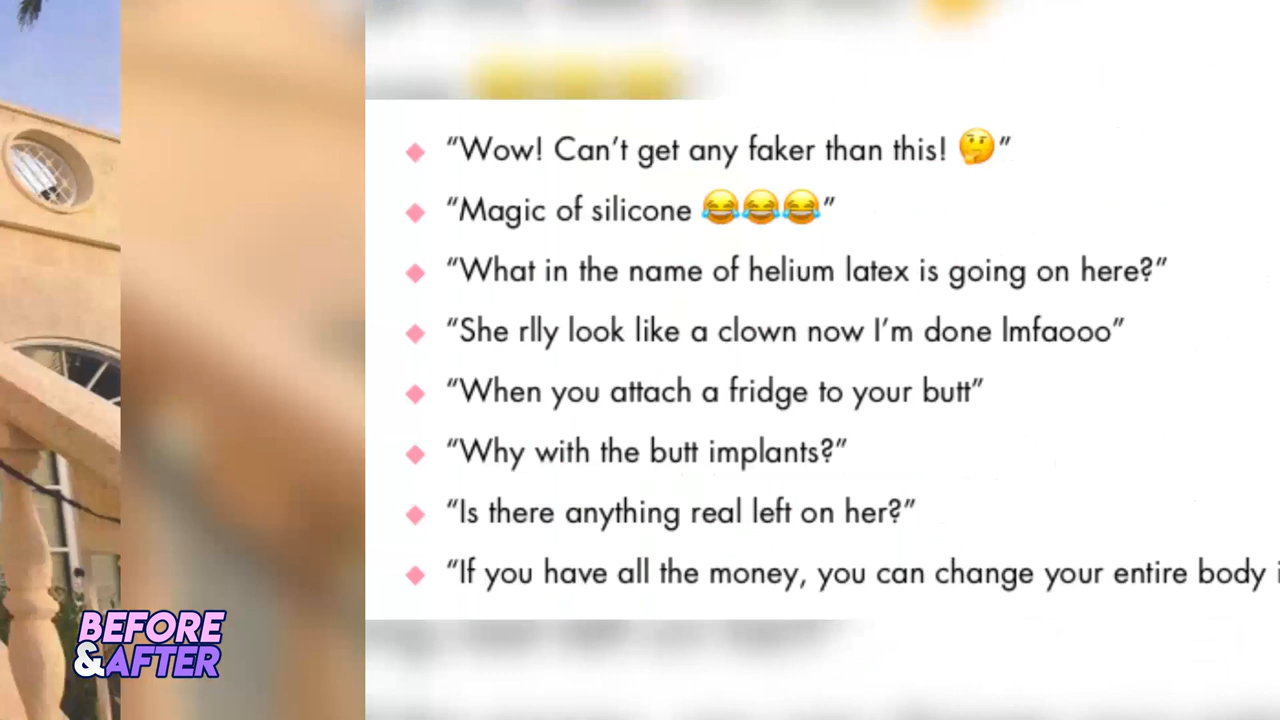 “Wow! Can’t get any faker than this! 🤔”
“Magic of silicone 😂😂😂”
“What in the name of helium latex is going on here?”
“She rlly look like a clown now I’m done lmfaooo”
“When you attach a fridge to your butt”
“Why with the butt implants?”
“Is there anything real left on her?”
“If you have all the money, you can change your entire body
BEFORE
&AFTER